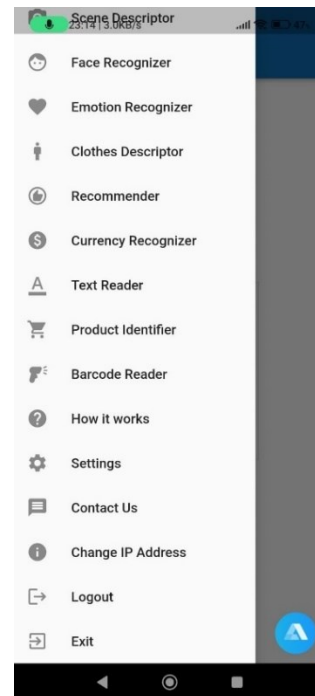 Scene Descriptor
23:14 | 3.0KB/s
Face Recognizer
Emotion Recognizer
Clothes Descriptor
Recommender
Currency Recognizer
Text Reader
Product Identifier
Barcode Reader
How it works
Settings
Contact Us
Change IP Address
Logout
Exit